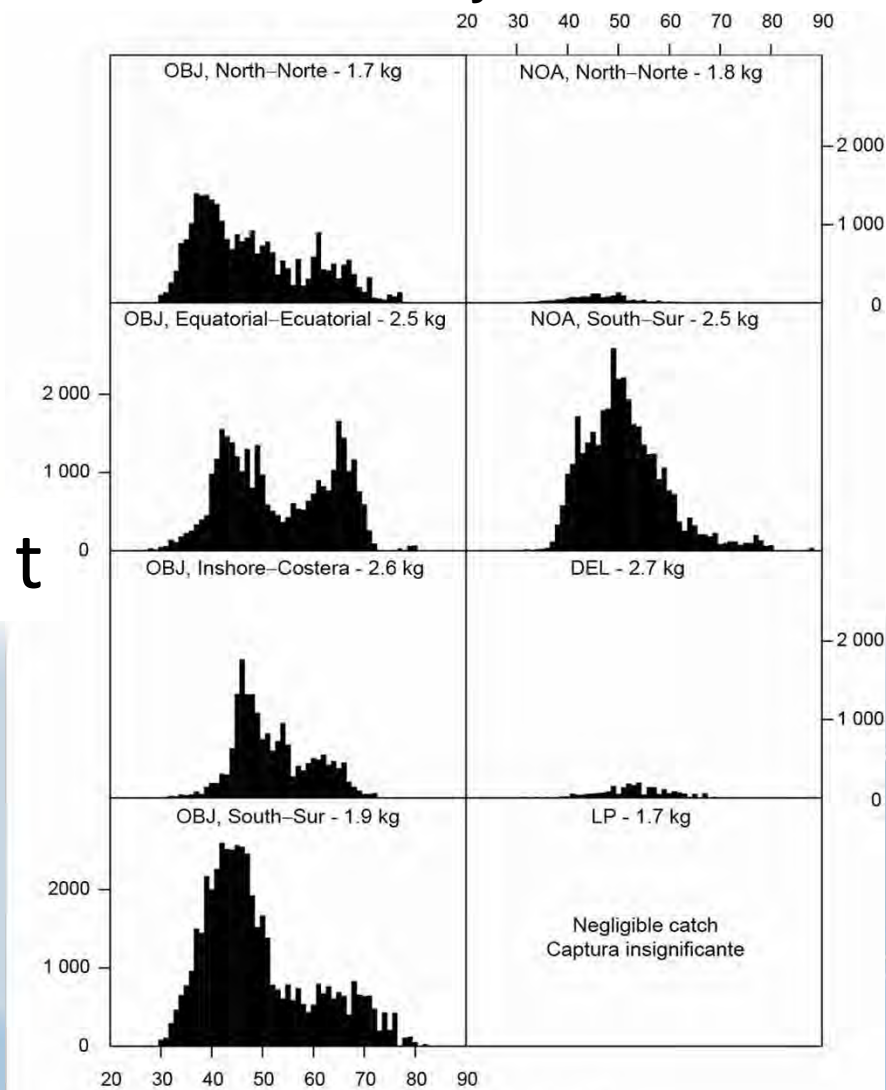 20 30 40 50 60 70 80 90
OBJ, North–Norte - 1.7 kg
NOA, North-Norte - 1.8 kg
2 000
1 000
0
OBJ, Equatorial–Ecuatorial - 2.5 kg
NOA, South–Sur - 2.5 kg
2 000
1 000
0
t
OBJ, Inshore–Costera - 2.6 kg
DEL - 2.7 kg
2 000
1 000
0
OBJ, South–Sur - 1.9 kg
LP - 1.7 kg
2000
1 000
0
Negligible catch
Captura insignificante
20 30 40 50 60 70 80 90